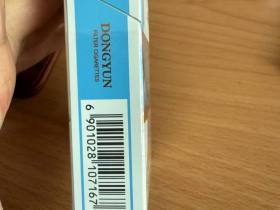 DONGYUN
FILTER CIGARETTES
6 901028 107167